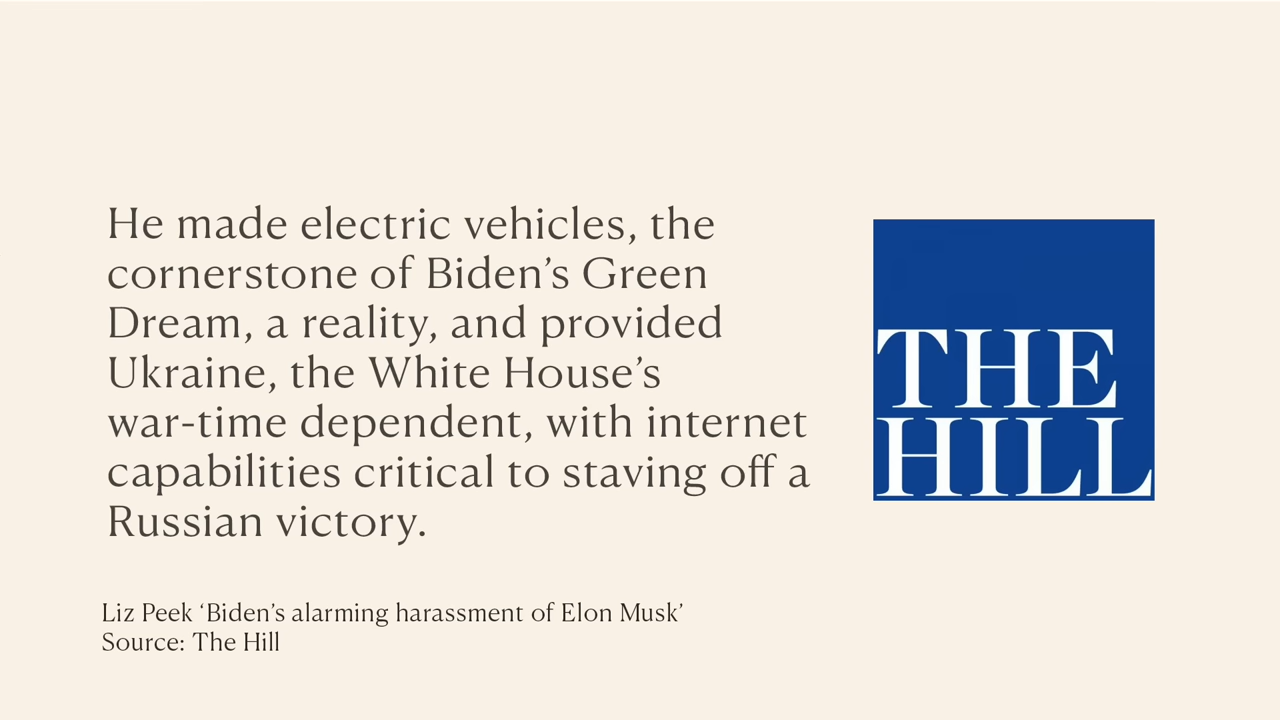 He made electric vehicles, the
cornerstone of Biden’s Green
Dream, a reality, and provided
Ukraine, the White House’s
war-time dependent, with internet
capabilities critical to staving off a
Russian victory.
THE
HILL
Liz Peek ‘Biden’s alarming harassment of Elon Musk’
Source: The Hill